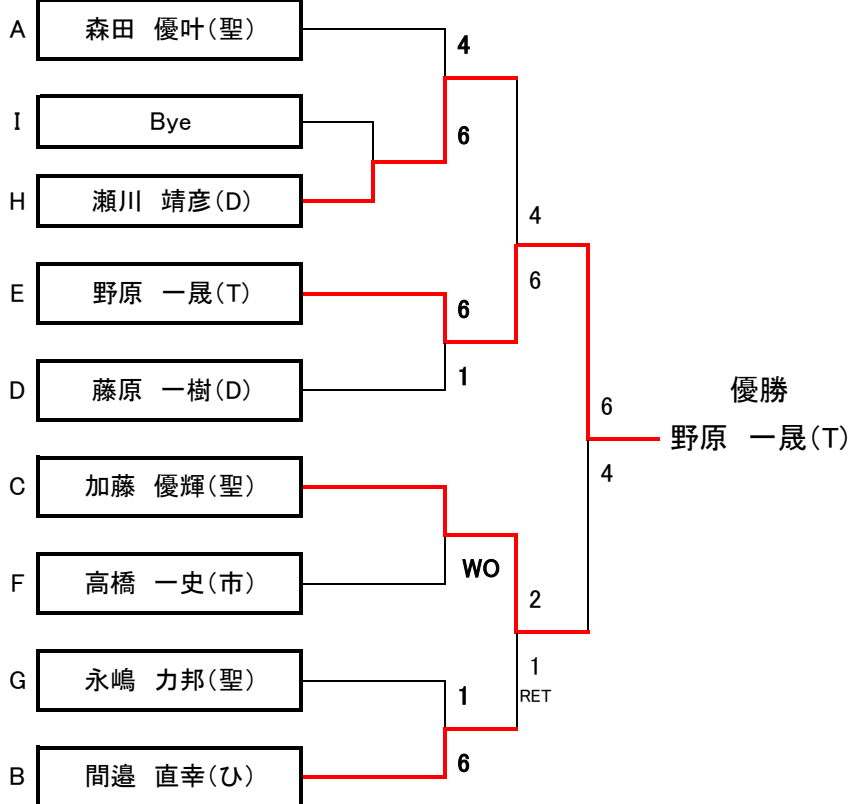 A 森田　優叶(聖)
4
I Bye
6
H 瀬川　靖彦(D)
4
E 野原　一晟(T)
6
6
D 藤原　一樹(D)
1
6
優勝
野原　一晟(T)
4
C 加藤　優輝(聖)
F 高橋　一史(市)
WO
2
G 永嶋　力邦(聖)
1
1
RET
B 間邉　直幸(ひ)
6